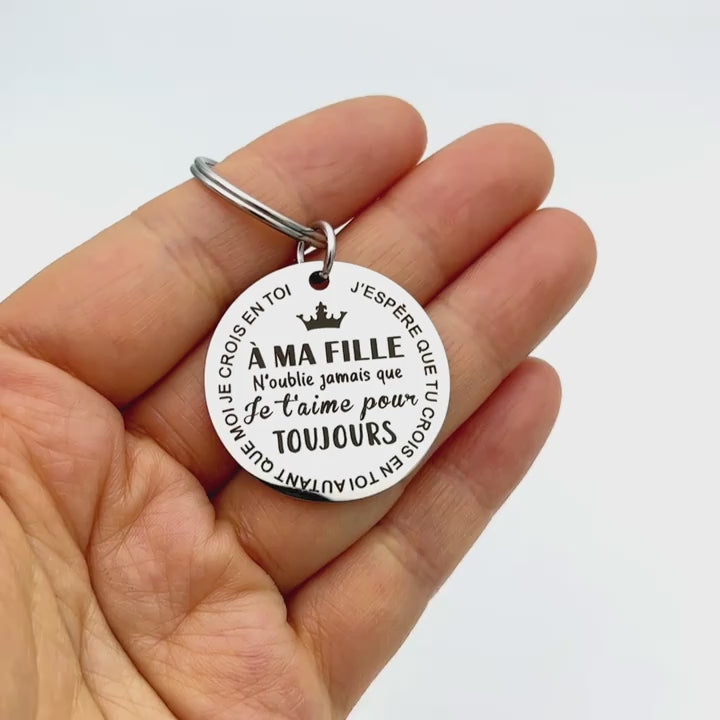 À MA FILLE
N'oublie jamais que
Je t'aime pour
TOUJOURS
J'ESPÈRE QUE TU CROIS EN TOI AUTANT QUE MOI JE CROIS EN TOI